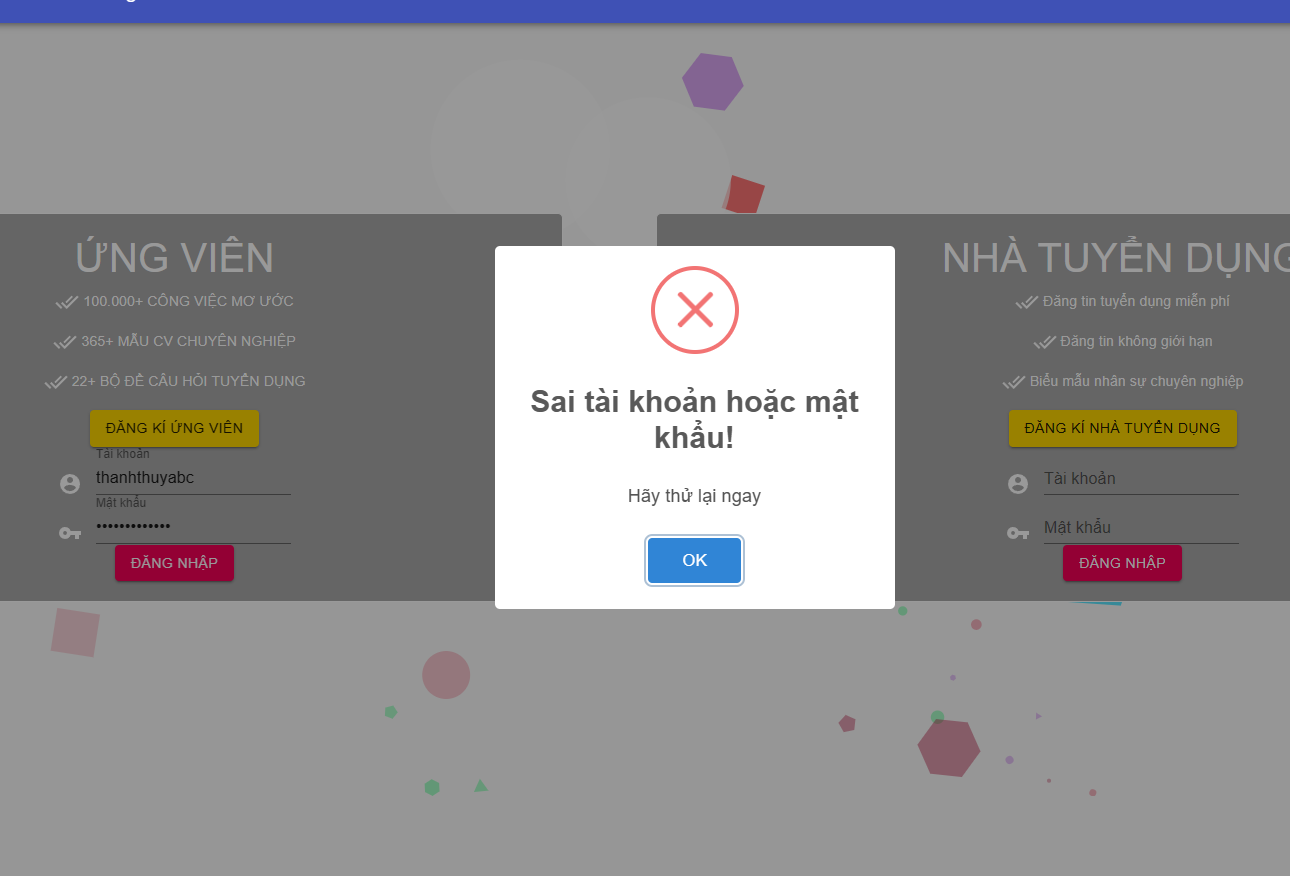 ỨNG VIÊN
100.000+ CÔNG VIỆC MƠ ƯỚC
365+ MẪU CV CHUYÊN NGHIỆP
22+ BỘ ĐỀ CÂU HỎI TUYỂN DỤNG
ĐĂNG KÍ ỨNG VIÊN
Tài khoản
thanhthuyabc
Mật khẩu
•••••••••••••
ĐĂNG NHẬP
Sai tài khoản hoặc mật
khẩu!
Hãy thử lại ngay
OK
NHÀ TUYỂN DỤNG
Đăng tin tuyển dụng miễn phí
Đăng tin không giới hạn
Biểu mẫu nhân sự chuyên nghiệp
ĐĂNG KÍ NHÀ TUYỂN DỤNG
Tài khoản
Mật khẩu
ĐĂNG NHẬP